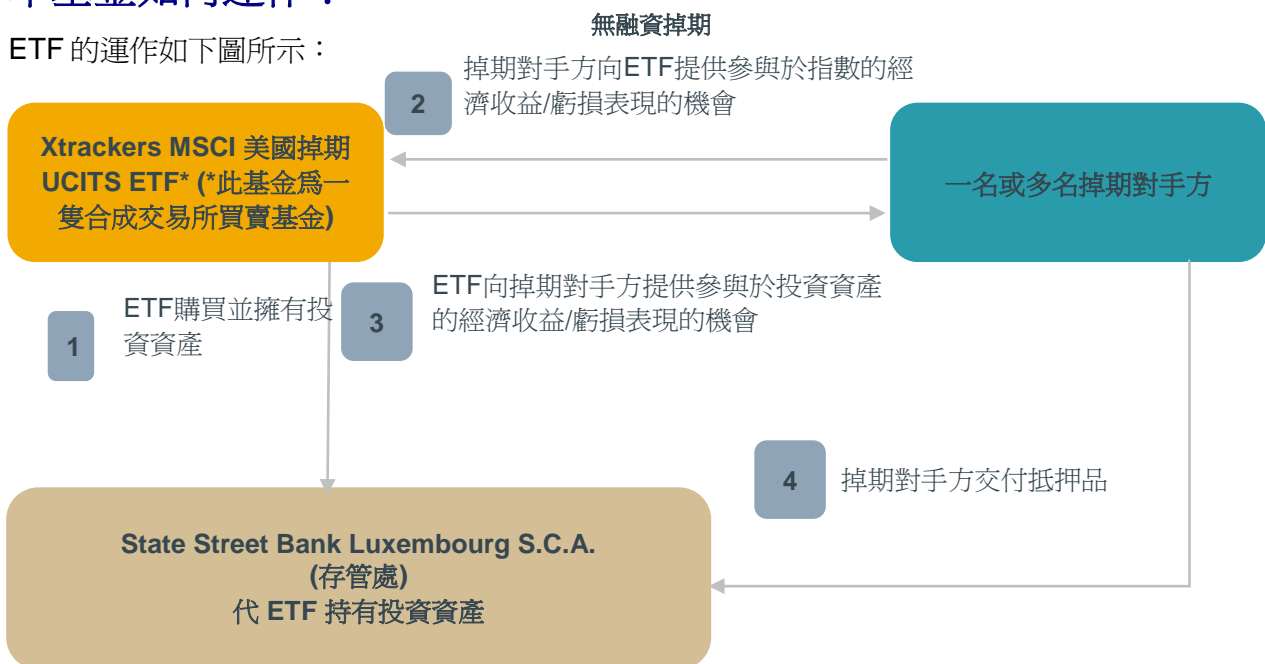 ETF 的運作如下圖所示：
無融資掉期
2
掉期對手方向ETF提供參與於指數的經
濟收益/虧損表現的機會
Xtrackers MSCI 美國掉期
UCITS ETF* (*此基金爲一
隻合成交易所買賣基金)
一名或多名掉期對手方
1
ETF購買並擁有投
資資產
3
ETF向掉期對手方提供參與於投資資產
的經濟收益/虧損表現的機會
4
掉期對手方交付抵押品
State Street Bank Luxembourg S.C.A.
(存管處)
代 ETF 持有投資資產